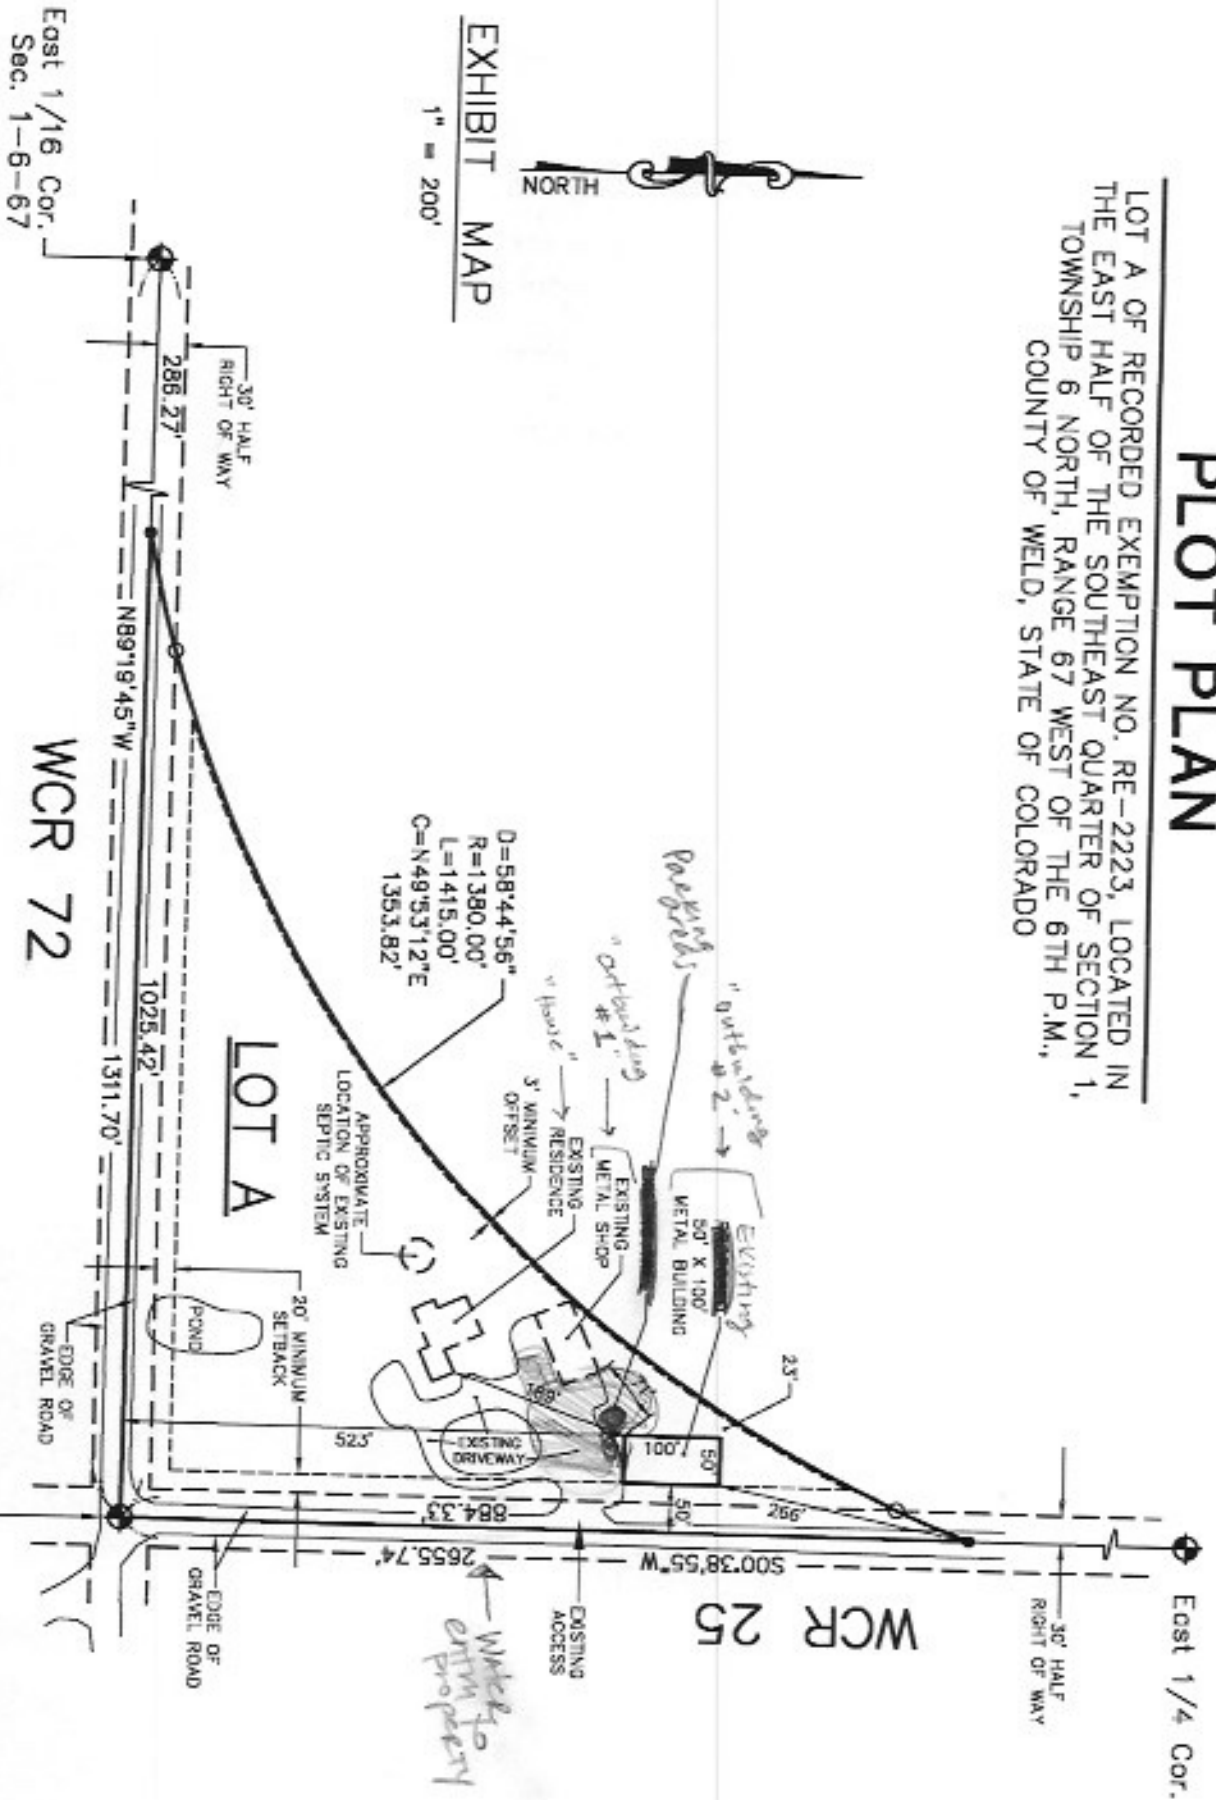 PLOT PLAN
LOT A OF RECORDED EXEMPTION NO. RE-2223, LOCATED IN
THE EAST HALF OF THE SOUTHEAST QUARTER OF SECTION 1,
TOWNSHIP 6 NORTH, RANGE 67 WEST OF THE 6TH P.M.,
COUNTY OF WELD, STATE OF COLORADO
NORTH
EXHIBIT MAP
1" = 200'
East 1/16 Cor.
Sec. 1-6-67
30' HALF
RIGHT OF WAY
286.27'
N89°19'45"W
1025.42'
1311.70'
WCR 72
D=58°44'56"
R=1380.00'
L=1415.00'
C=N49°53'12"E
1353.82'
LOT A
Parking
areas
"outbuilding
#2"
"outbuilding
#1"
"House"
Existing
50' X 100'
METAL BUILDING
EXISTING
METAL SHOP
EXISTING
RESIDENCE
3' MINIMUM
OFFSET
APPROXIMATE
LOCATION OF EXISTING
SEPTIC SYSTEM
20' MINIMUM
SETBACK
POND
EDGE OF
GRAVEL ROAD
23'
169'
100'
50'
50'
266'
523'
EXISTING
DRIVEWAY
884.33'
2655.74'
S00°38'55"W
WCR 25
30' HALF
RIGHT OF WAY
East 1/4 Cor.
EXISTING
ACCESS
EDGE OF
GRAVEL ROAD
Water
entry to
property